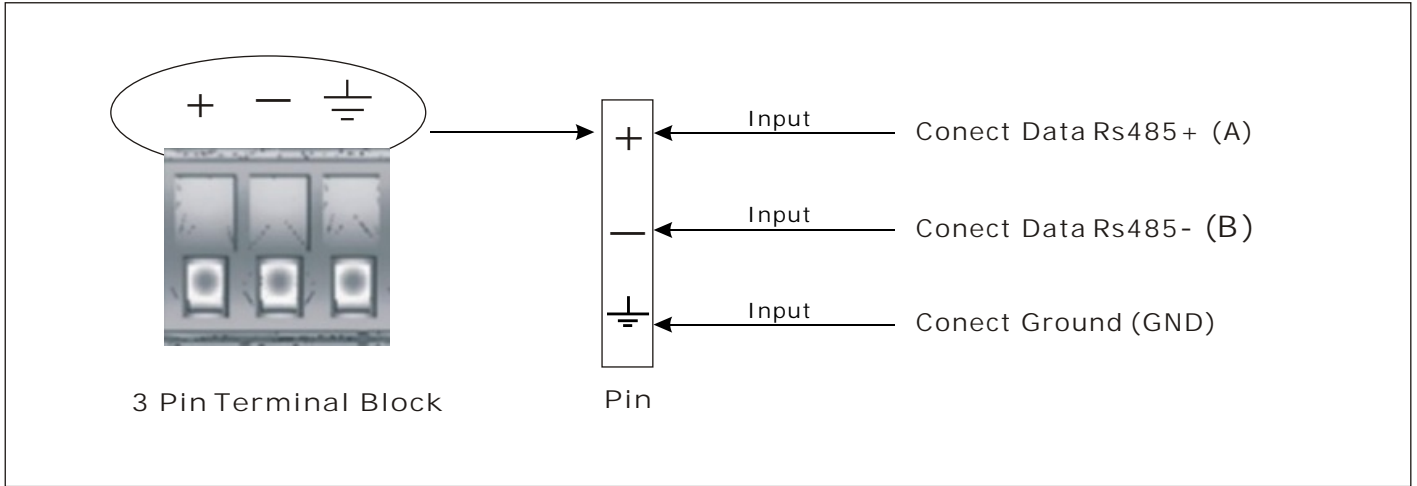 + —
+ Input Conect Data Rs485+ (A)
— Input Conect Data Rs485- (B)
Input Conect Ground (GND)
3 Pin Terminal Block
Pin